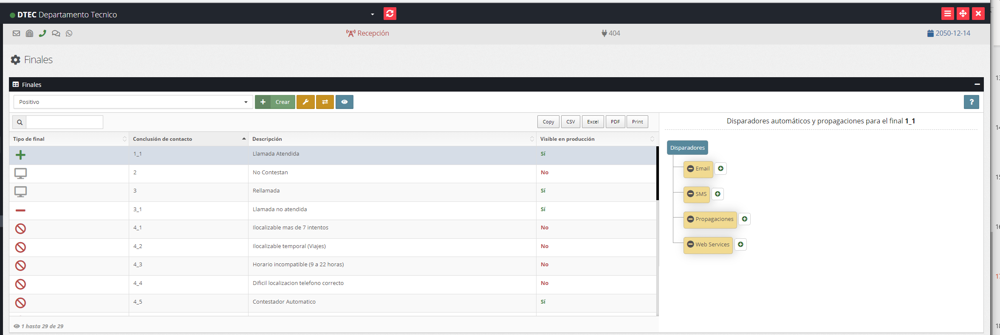 DTEC Departamento Tecnico
Recepción
404
2050-12-14
Finales
Finales
Positivo
Crear
?
Copy
CSV
Excel
PDF
Print
Tipo de final
Conclusión de contacto
Descripción
Visible en producción
1_1
Llamada Atendida
Sí
2
No Contestan
No
3
Rellamada
Sí
3_1
Llamada no atendida
Sí
4_1
Ilocalizable mas de 7 intentos
No
4_2
Ilocalizable temporal (Viajes)
No
4_3
Horario incompatible (9 a 22 horas)
No
4_4
Dificil localizacion telefono correcto
No
4_5
Contestador Automatico
Sí
1 hasta 29 de 29
Disparadores automáticos y propagaciones para el final 1_1
Disparadores
Email
SMS
Propagaciones
Web Services